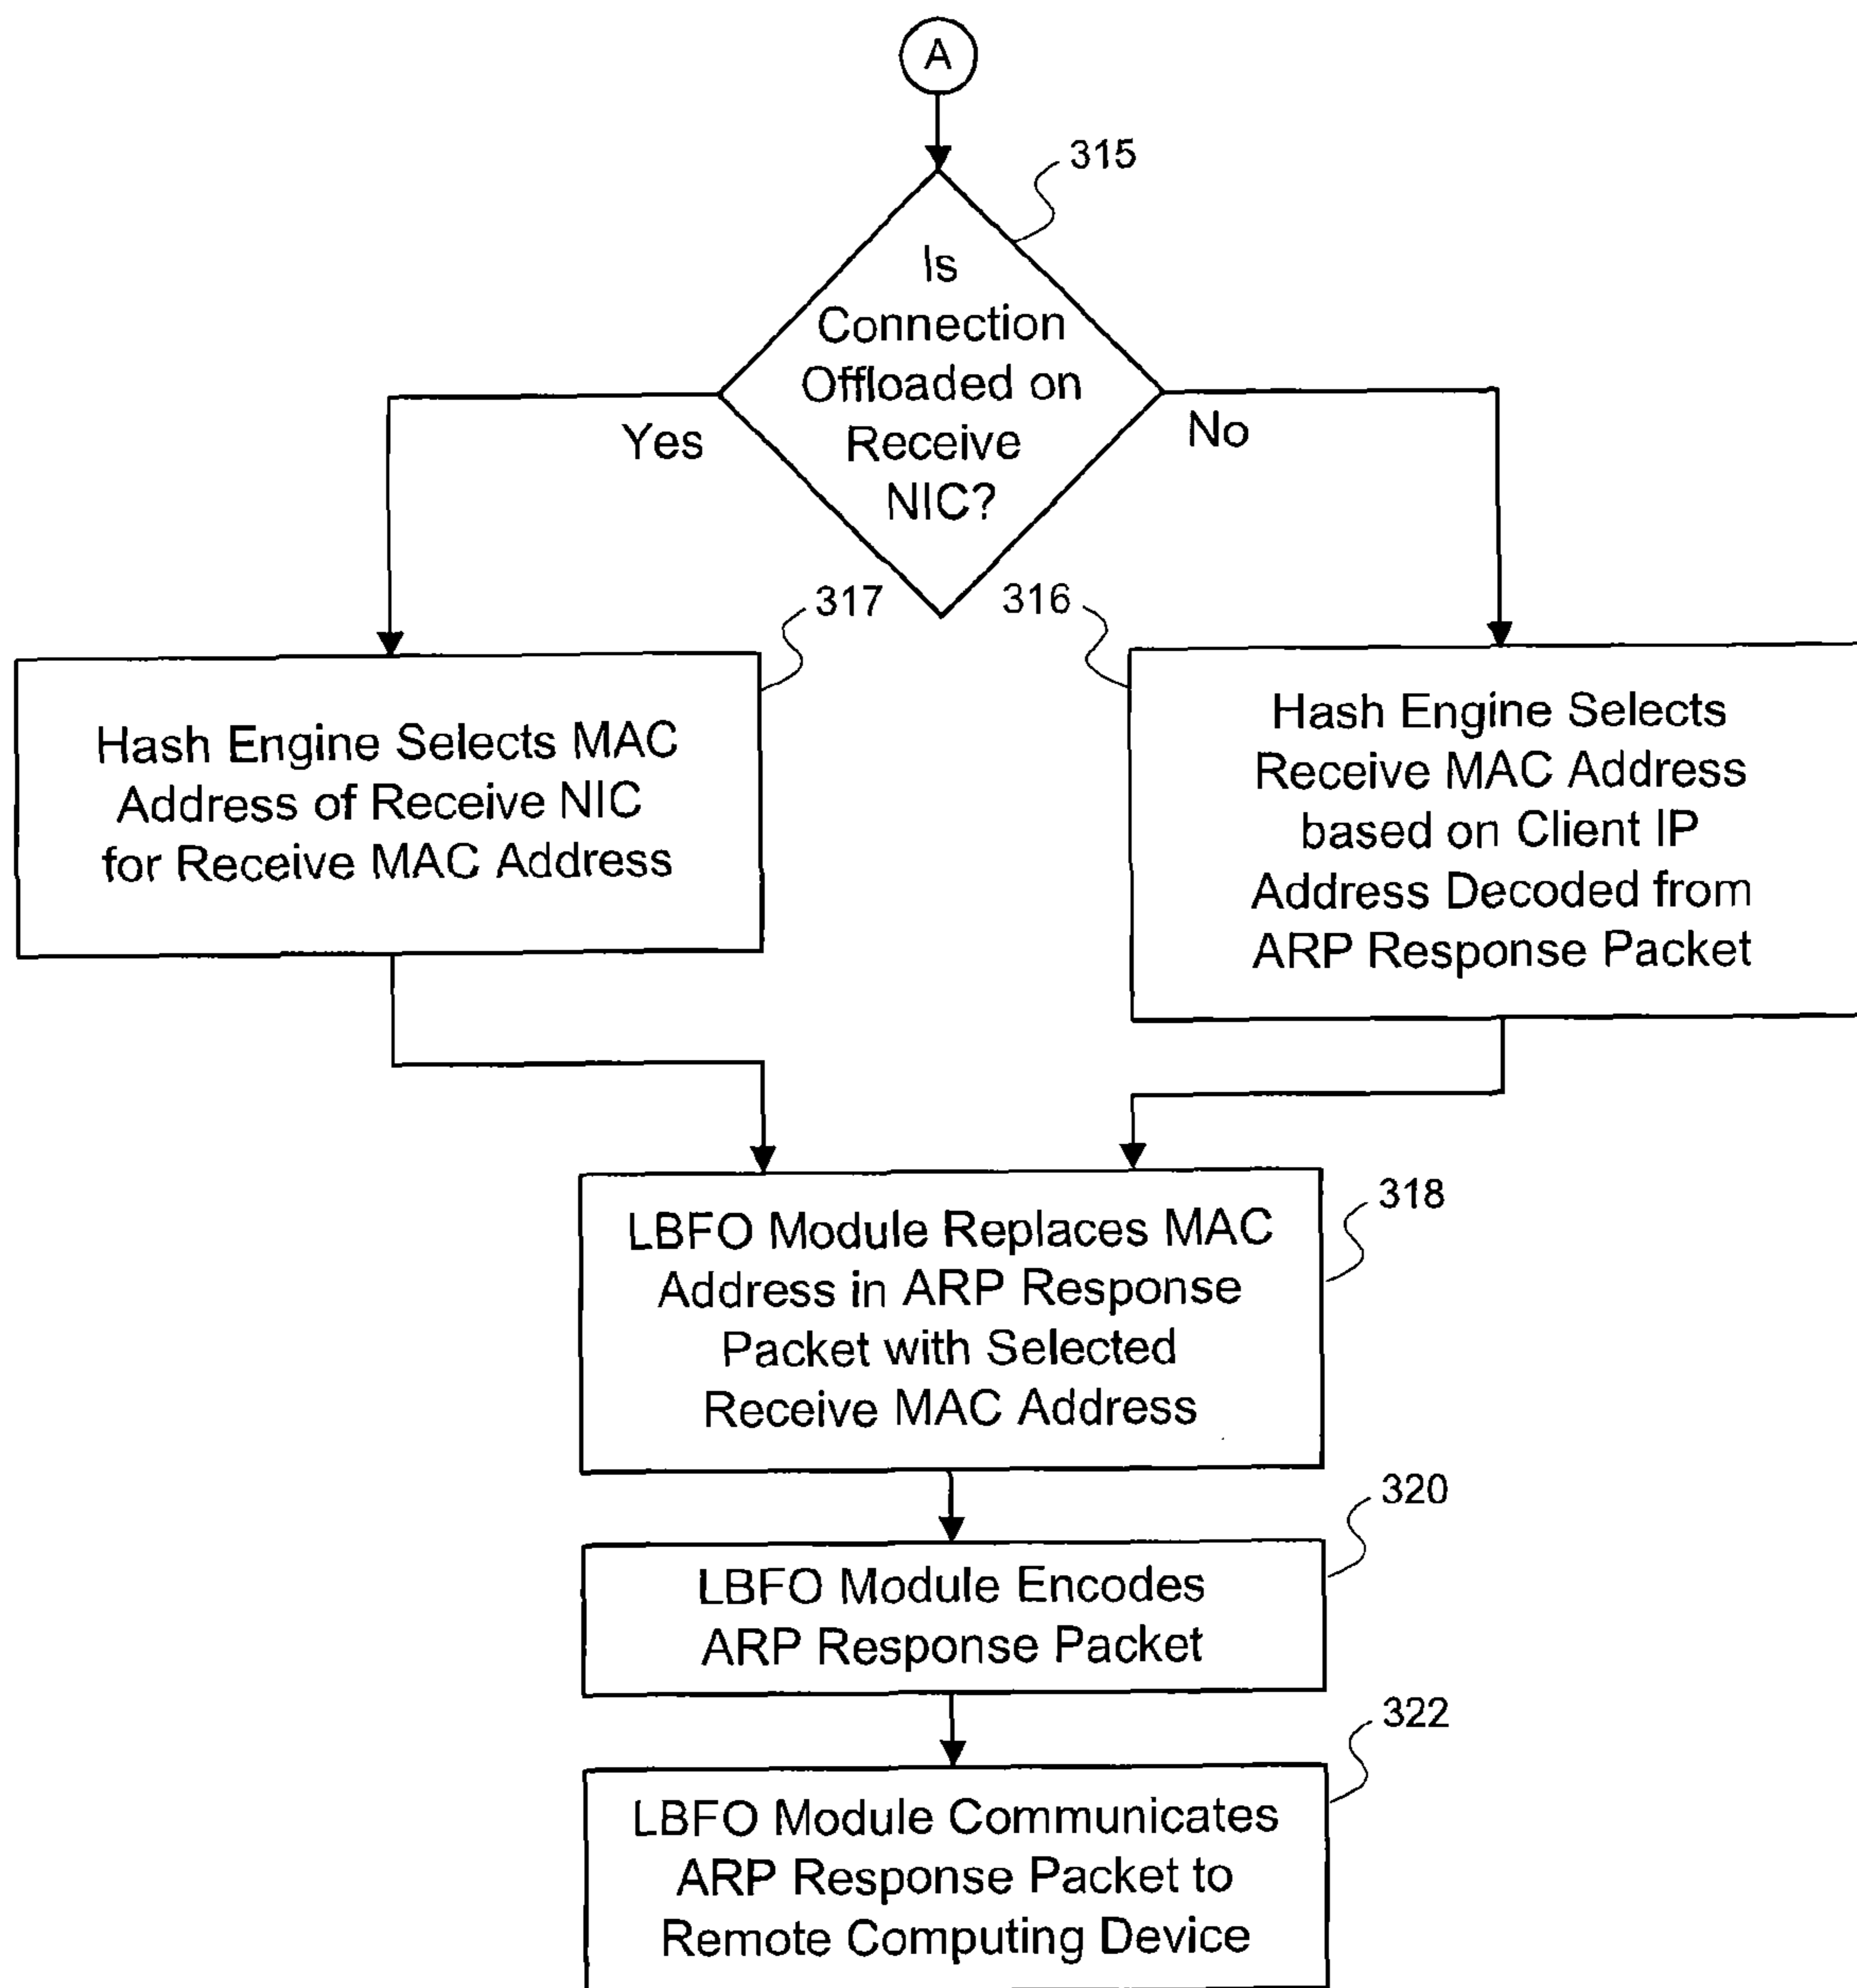 A
315
Is
Connection
Offloaded on
Receive
NIC?
Yes
No
317
316
Hash Engine Selects MAC
Address of Receive NIC
for Receive MAC Address
Hash Engine Selects
Receive MAC Address
based on Client IP
Address Decoded from
ARP Response Packet
318
LBFO Module Replaces MAC
Address in ARP Response
Packet with Selected
Receive MAC Address
320
LBFO Module Encodes
ARP Response Packet
322
LBFO Module Communicates
ARP Response Packet to
Remote Computing Device